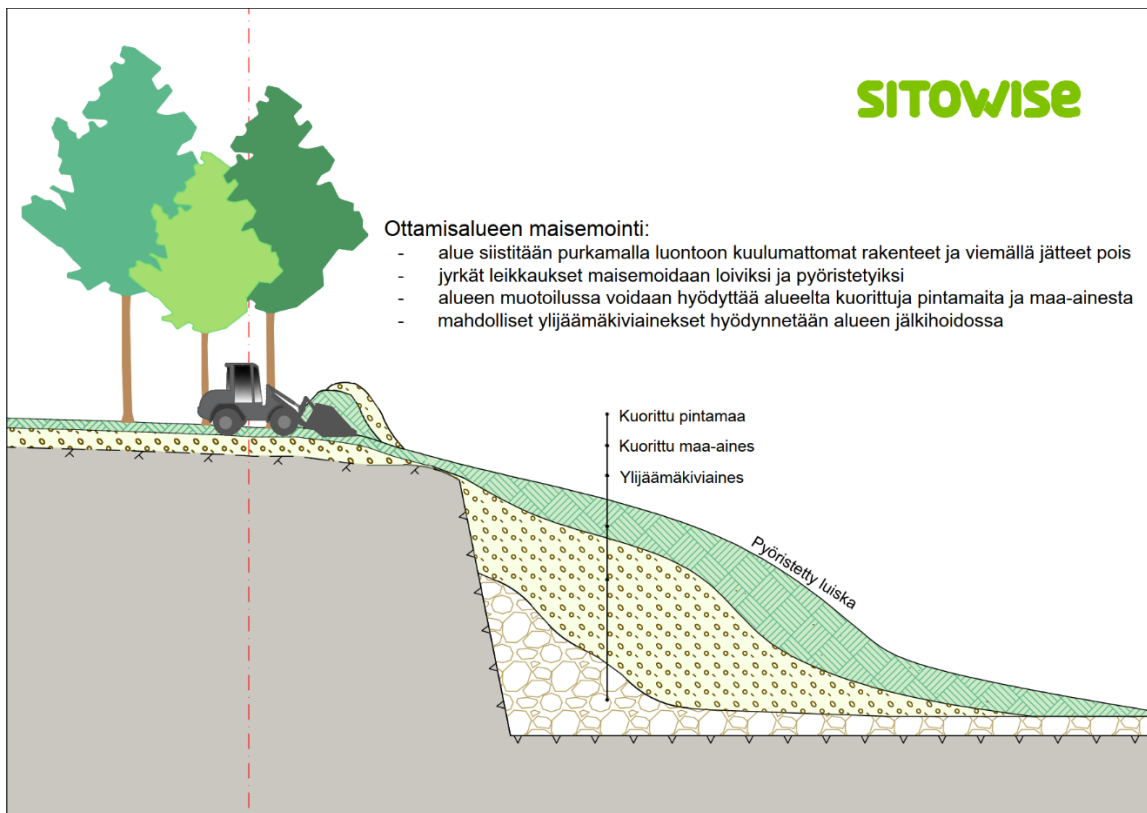 SITOWISE
Ottamisalueen maisemointi:
- alue siistitään purkamalla luontoon kuulumattomat rakenteet ja viemällä jätteet pois
- jyrkät leikkaukset maisemoidaan loiviksi ja pyöristetyiksi
- alueen muotoilussa voidaan hyödyttää alueelta kuorittuja pintamaita ja maa-ainesta
- mahdolliset ylijäämäkiviainekset hyödynnetään alueen jälkihoidossa
Kuorittu pintamaa
Kuorittu maa-aines
Ylijäämäkiviaines
Pyöristetty luiska